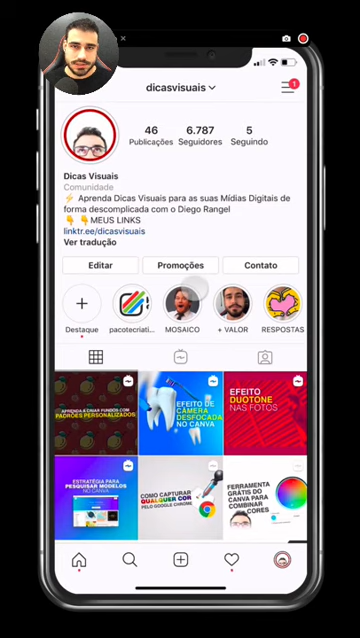 dicasvisuais
1
46
6.787
5
Publicações
Seguidores
Seguindo
Dicas Visuais
Comunidade
⚡ Aprenda Dicas Visuais para as suas Mídias Digitais de
forma descomplicada com o Diego Rangel
👇 👇MEUS LINKS
linktr.ee/dicasvisuais
Ver tradução
Editar
Promoções
Contato
Destaque
pacotecriati...
MOSAICO
+ VALOR
RESPOSTAS
APRENDA A CRIAR FUNDOS COM
PADRÕES PERSONALIZADOS
EFEITO DE
CÂMERA
DESFOCADA
NO CANVA
EFEITO
DUOTONE
NAS FOTOS
ESTRATÉGIA PARA
PESQUISAR MODELOS
NO CANVA
COMO CAPTURAR
QUALQUER COR
PELO GOOGLE CHROME
FERRAMENTA
GRÁTIS DO
CANVA PARA
COMBINAR
CORES